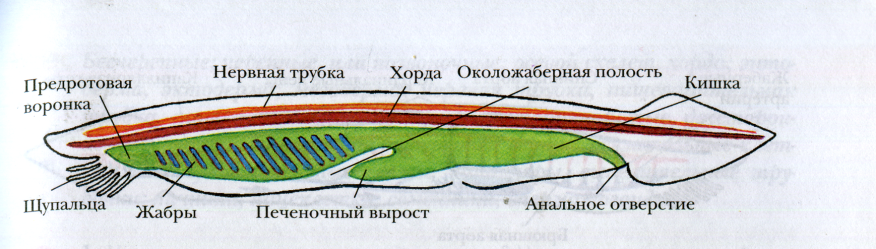 Нервная трубка
Хорда
Околожаберная полость
Кишка
Предротовая
воронка
Щупальца
Жабры
Печеночный вырост
Анальное отверстие